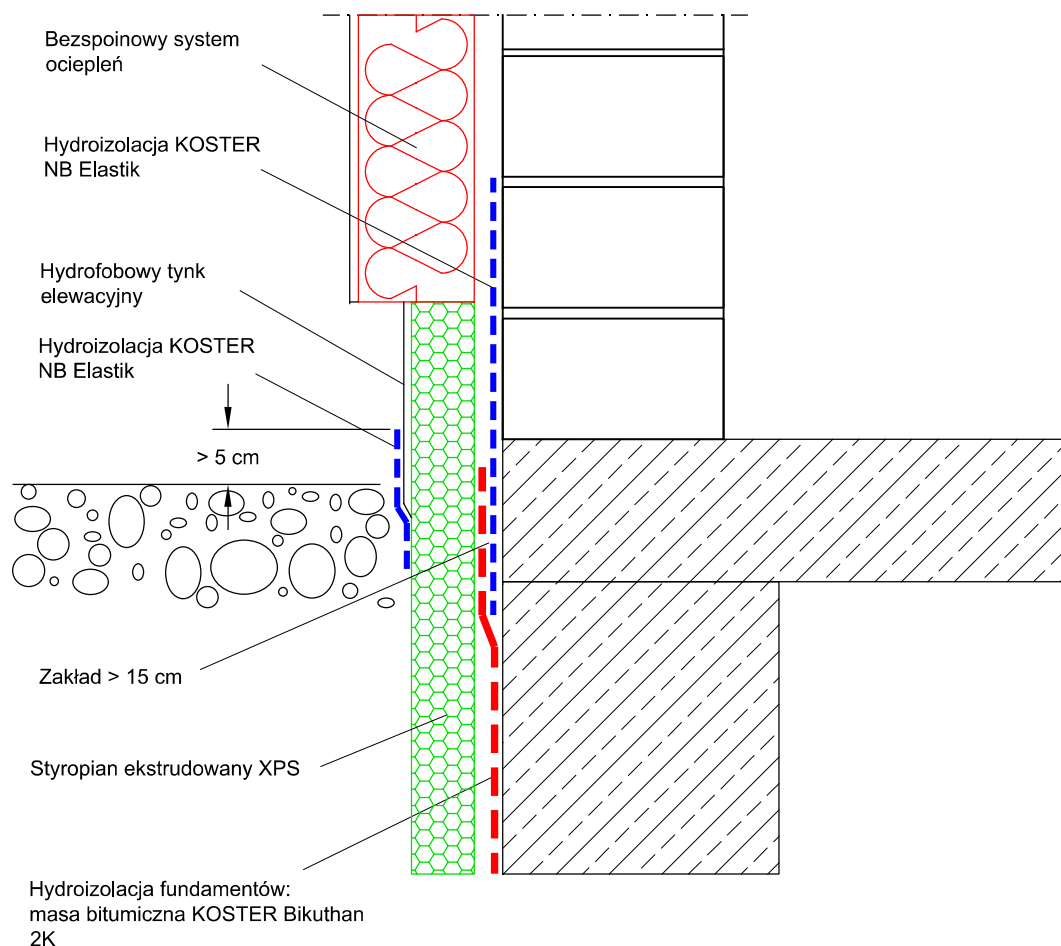 Bezspoinowy system
ociepleń
Hydroizolacja KOSTER
NB Elastik
Hydrofobowy tynk
elewacyjny
Hydroizolacja KOSTER
NB Elastik
> 5 cm
Zakład > 15 cm
Styropian ekstrudowany XPS
Hydroizolacja fundamentów:
masa bitumiczna KOSTER Bikuthan
2K